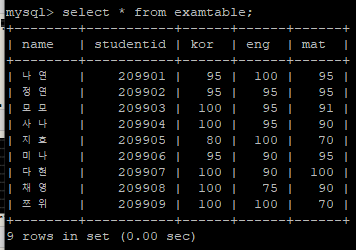 mysql> select * from examtable;
+--------+-----------+------+------+------+
| name | studentid | kor | eng | mat |
+--------+-----------+------+------+------+
| 나연 | 209901 | 95 | 100 | 95 |
| 정연 | 209902 | 95 | 95 | 95 |
| 모모 | 209903 | 100 | 95 | 91 |
| 사나 | 209904 | 100 | 95 | 90 |
| 지효 | 209905 | 80 | 100 | 70 |
| 미나 | 209906 | 95 | 90 | 95 |
| 다현 | 209907 | 100 | 90 | 100 |
| 채영 | 209908 | 100 | 75 | 90 |
| 쯔위 | 209909 | 100 | 100 | 70 |
+--------+-----------+------+------+------+
9 rows in set (0.00 sec)